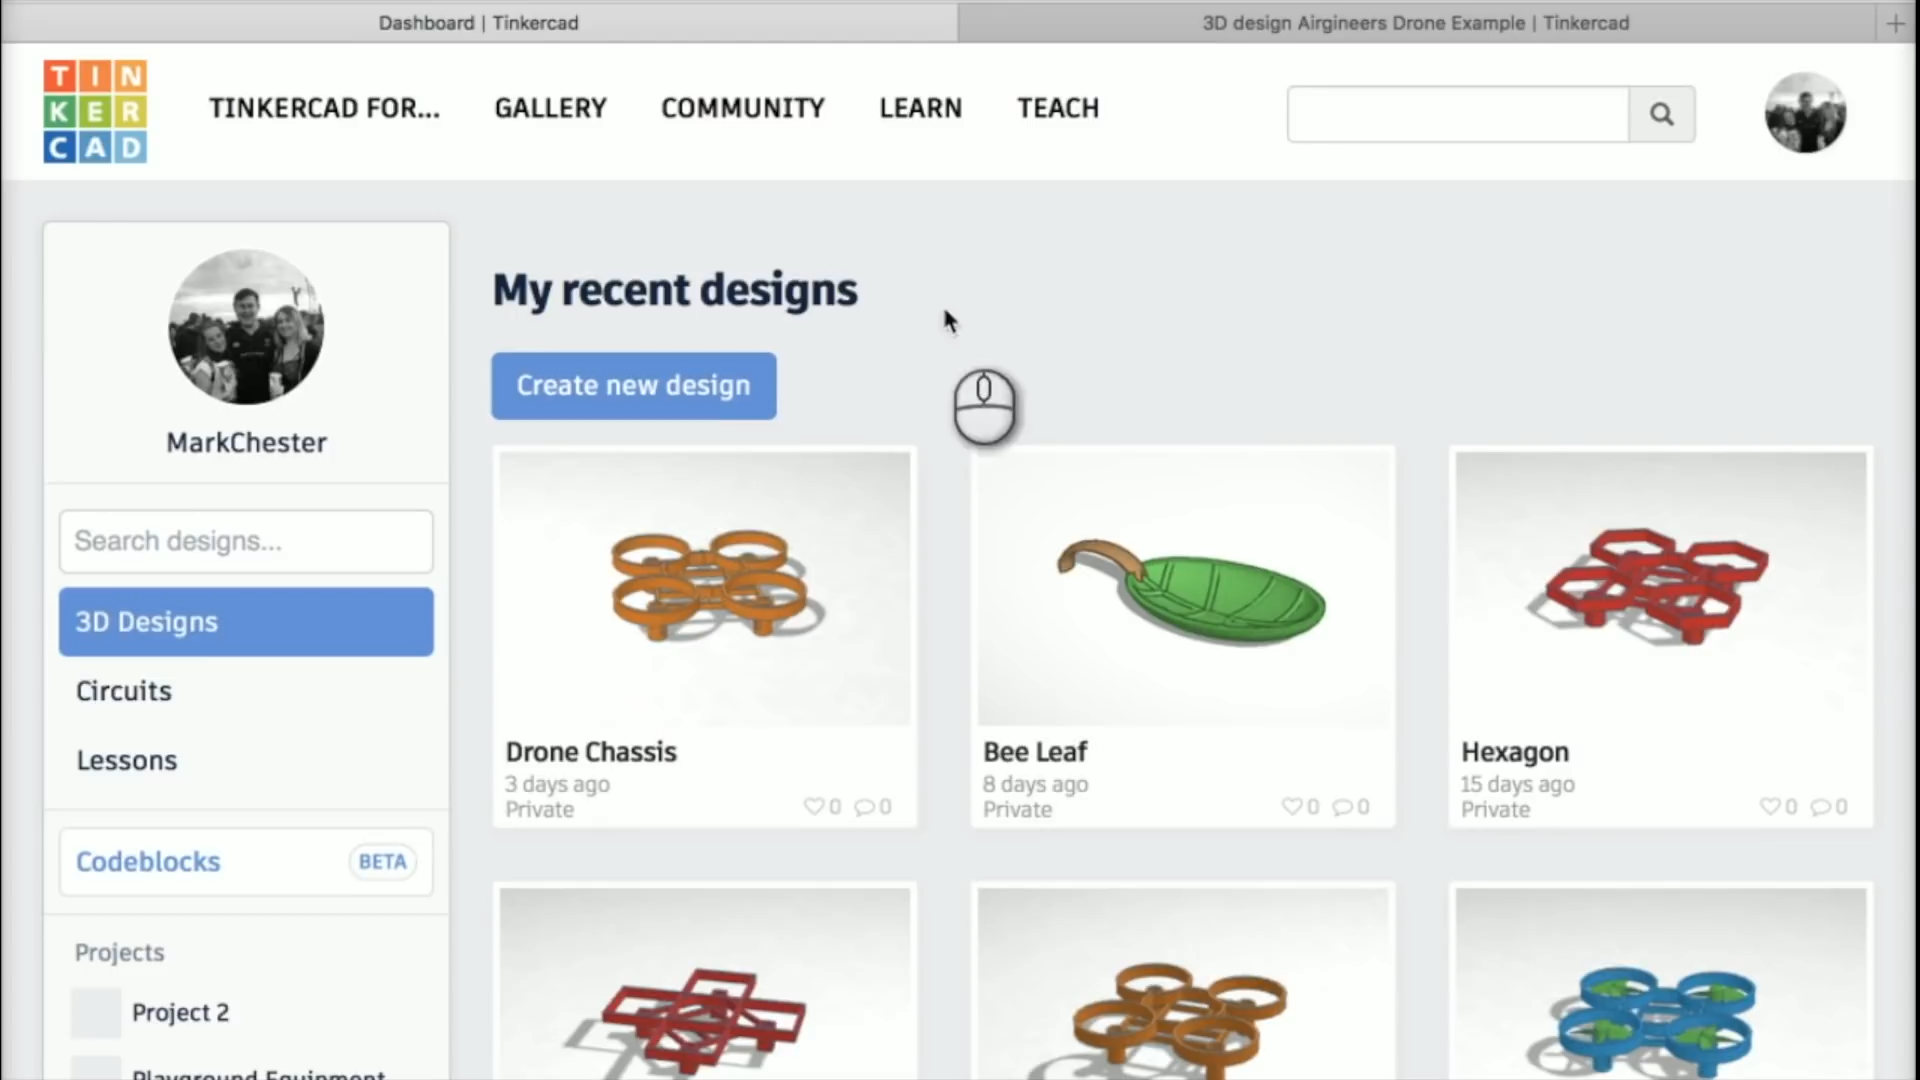 Dashboard | Tinkercad
3D design Airgineers Drone Example | Tinkercad
TIN
KER
CAD
TINKERCAD FOR...
GALLERY
COMMUNITY
LEARN
TEACH
MarkChester
Search designs...
3D Designs
Circuits
Lessons
Codeblocks
BETA
Projects
Project 2
Playground Equipment
My recent designs
Create new design
Drone Chassis
3 days ago
Private
0 0
Bee Leaf
8 days ago
Private
0 0
Hexagon
15 days ago
Private
0 0